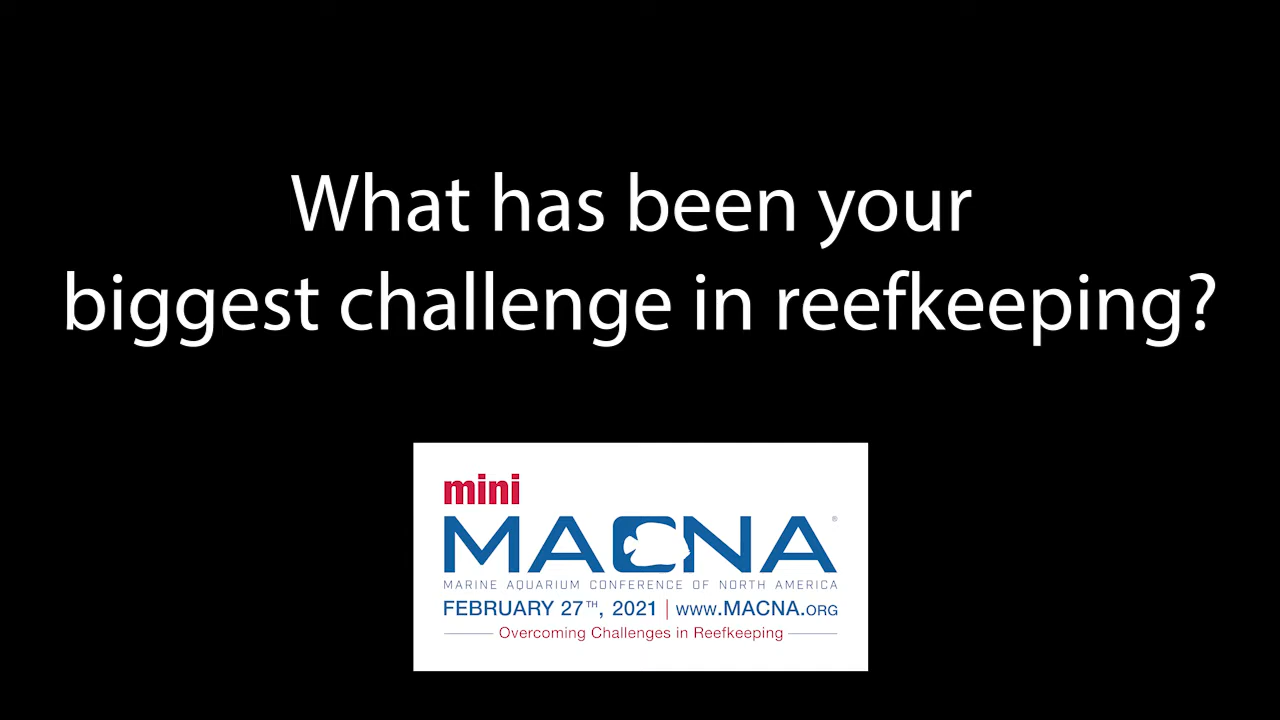 What has been your
biggest challenge in reefkeeping?
mini
MACNA®
MARINE AQUARIUM CONFERENCE OF NORTH AMERICA
FEBRUARY 27TH, 2021 | www.MACNA.ORG
Overcoming Challenges in Reefkeeping